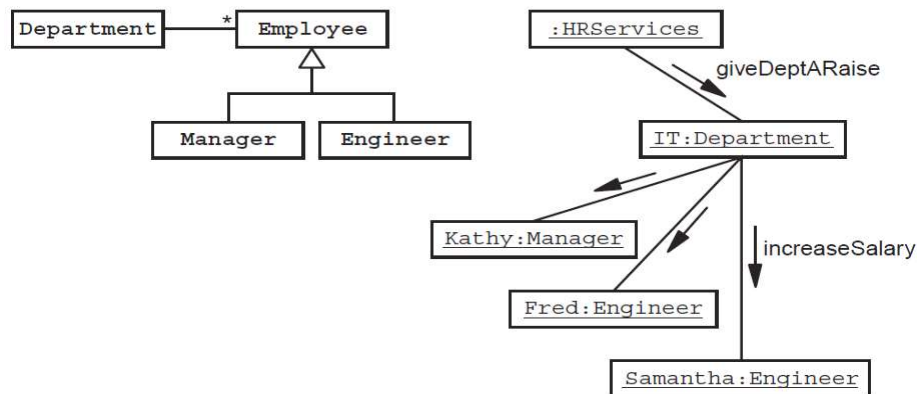 Department
*
Employee
Manager
Engineer
:HRServices
giveDeptARaise
IT:Department
Kathy:Manager
increaseSalary
Fred:Engineer
Samantha:Engineer